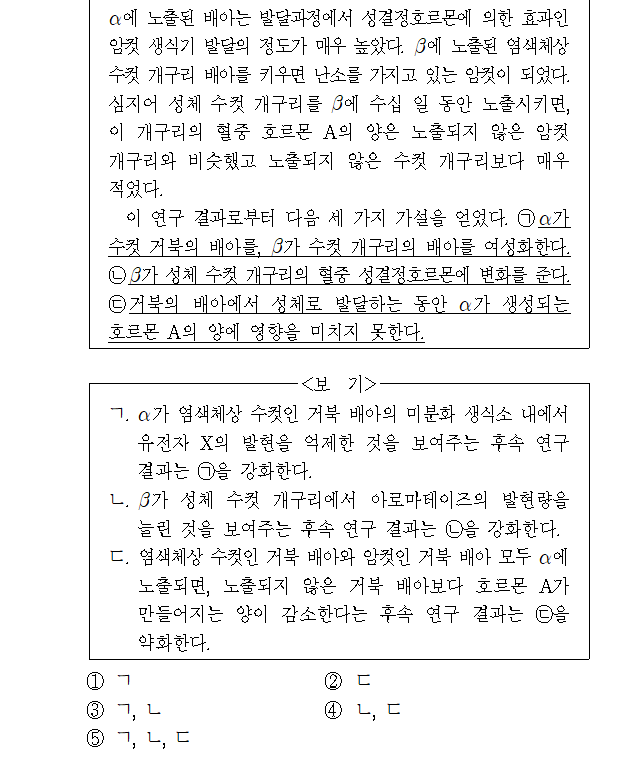 α에 노출된 배아는 발달과정에서 성결정호르몬에 의한 효과인
암컷 생식기 발달의 정도가 매우 높았다. β에 노출된 염색체상
수컷 개구리 배아를 키우면 난소를 가지고 있는 암컷이 되었다.
심지어 성체 수컷 개구리를 β에 수십 일 동안 노출시키면,
이 개구리의 혈중 호르몬 A의 양은 노출되지 않은 암컷
개구리와 비슷했고 노출되지 않은 수컷 개구리보다 매우
적었다.
이 연구 결과로부터 다음 세 가지 가설을 얻었다. ㉠α가
수컷 거북의 배아를, β가 수컷 개구리의 배아를 여성화한다.
㉡β가 성체 수컷 개구리의 혈중 성결정호르몬에 변화를 준다.
㉢거북의 배아에서 성체로 발달하는 동안 α가 생성되는
호르몬 A의 양에 영향을 미치지 못한다.
<보 기>
ㄱ. α가 염색체상 수컷인 거북 배아의 미분화 생식소 내에서
유전자 X의 발현을 억제한 것을 보여주는 후속 연구
결과는 ㉠을 강화한다.
ㄴ. β가 성체 수컷 개구리에서 아로마테이즈의 발현량을
늘린 것을 보여주는 후속 연구 결과는 ㉡을 강화한다.
ㄷ. 염색체상 수컷인 거북 배아와 암컷인 거북 배아 모두 α에
노출되면, 노출되지 않은 거북 배아보다 호르몬 A가
만들어지는 양이 감소한다는 후속 연구 결과는 ㉢을
약화한다.
① ㄱ ② ㄷ
③ ㄱ, ㄴ ④ ㄴ, ㄷ
⑤ ㄱ, ㄴ, ㄷ